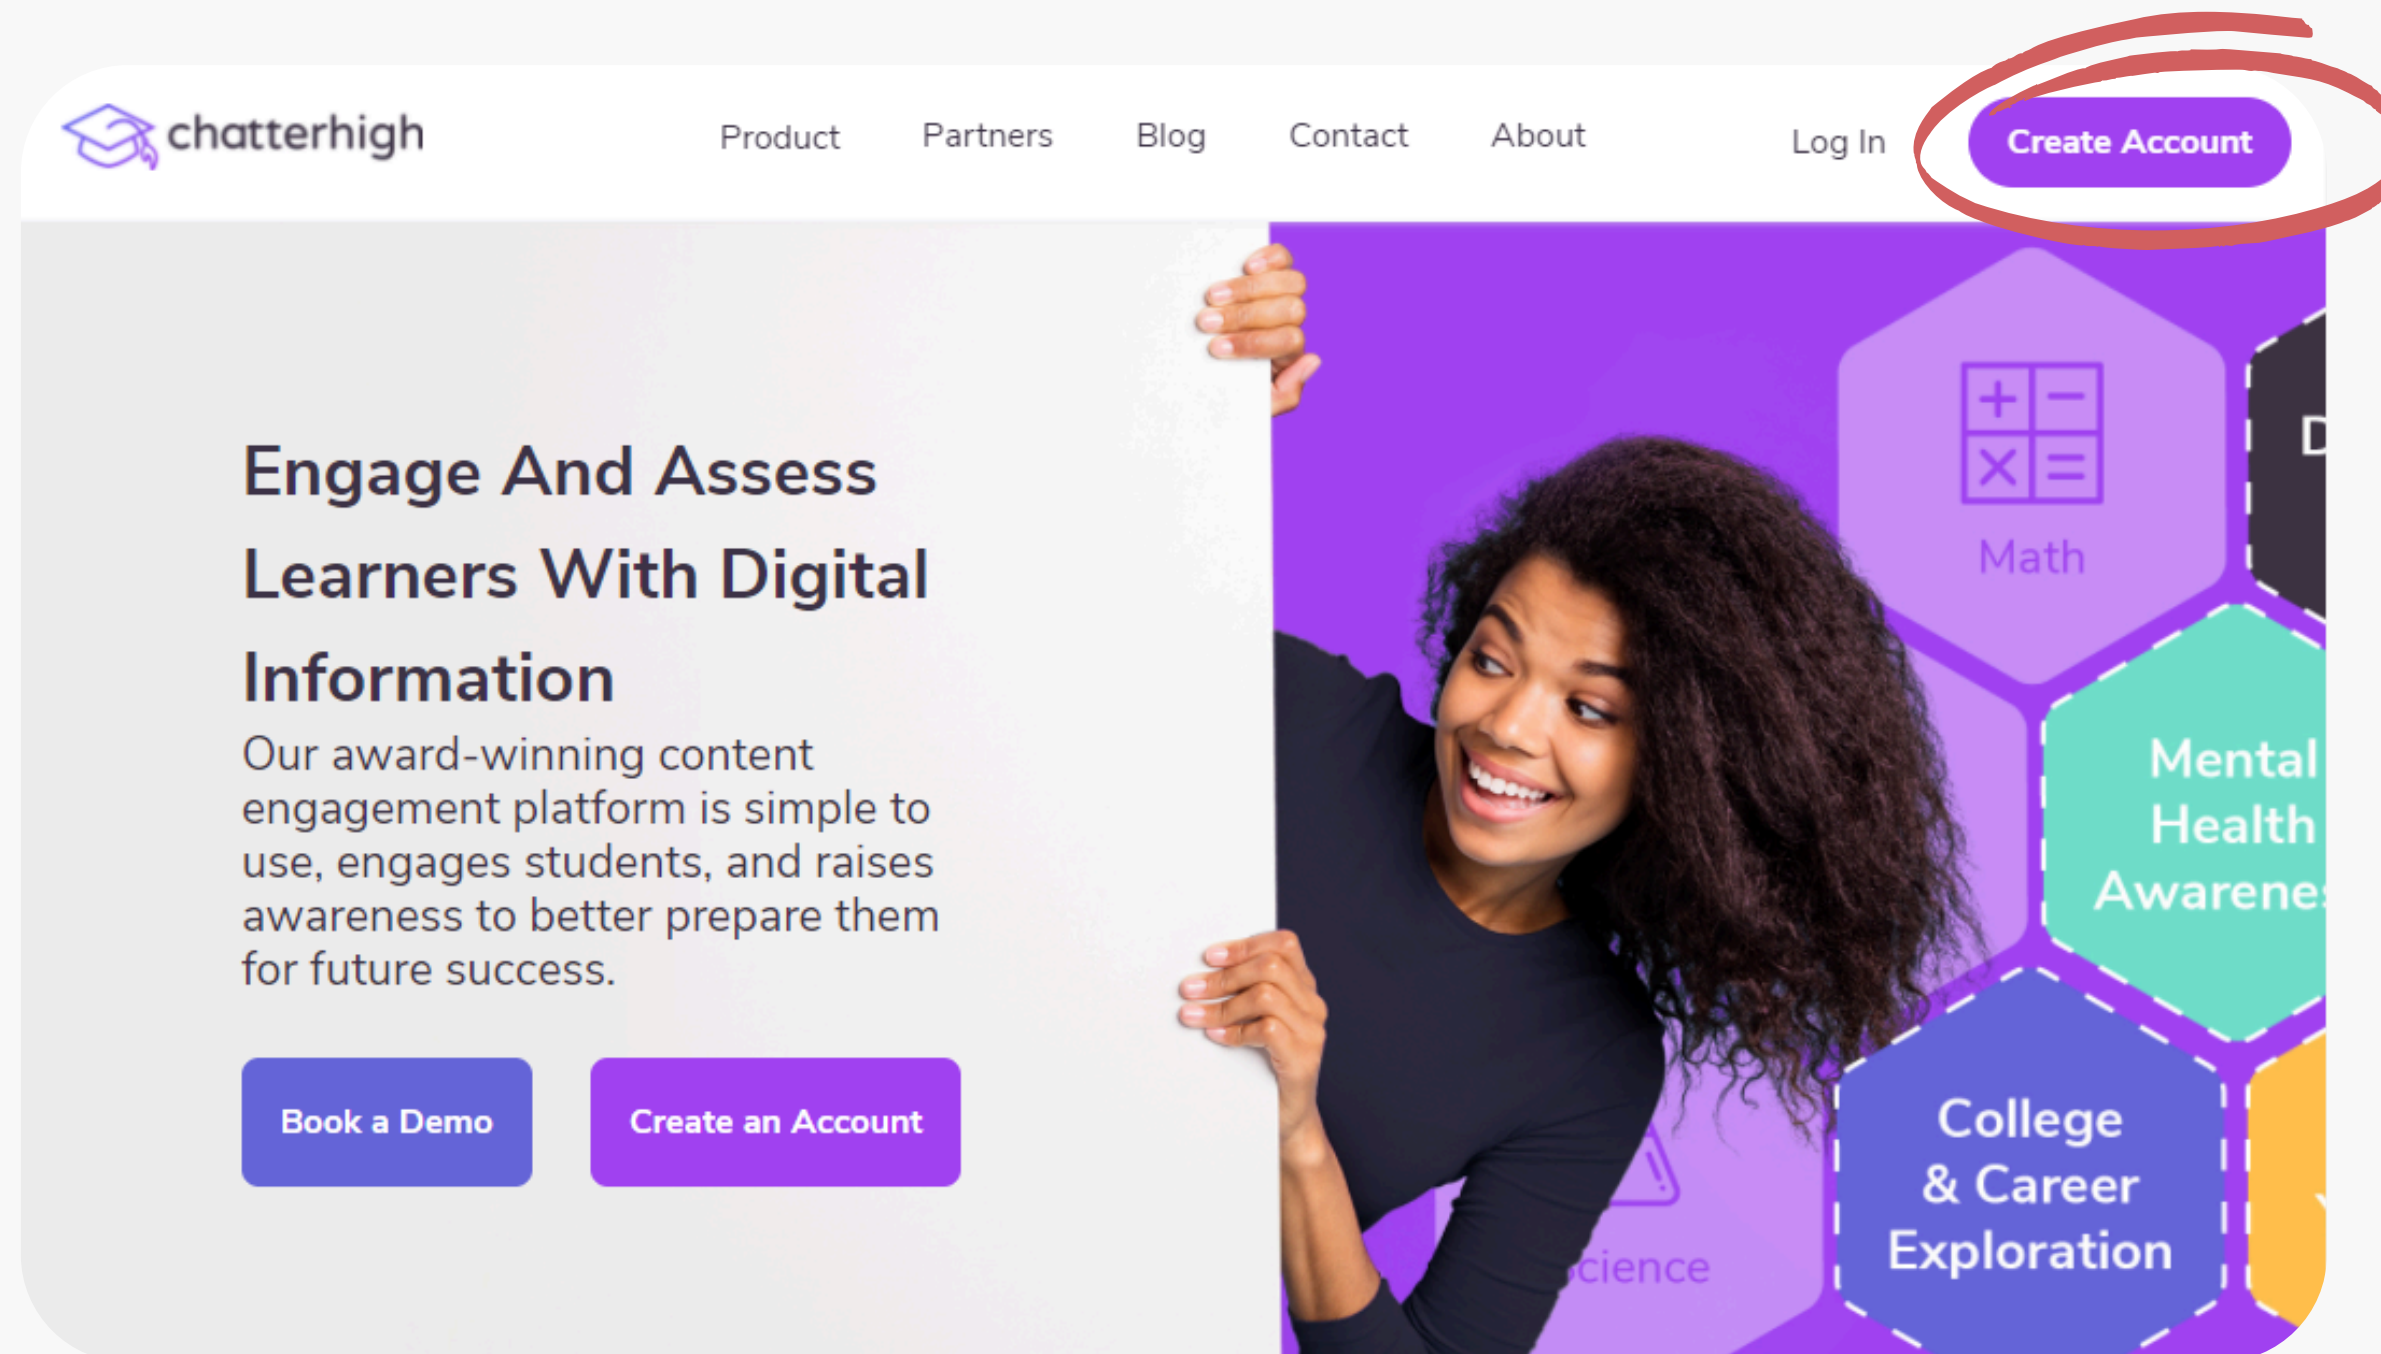 chatterhigh
Product
Partners
Blog
Contact
About
Log In
Create Account
Engage And Assess
Learners With Digital
Information
Our award-winning content
engagement platform is simple to
use, engages students, and raises
awareness to better prepare them
for future success.
Book a Demo
Create an Account
Math
D
Mental
Health
Awarenes
College
& Career
Exploration
cience